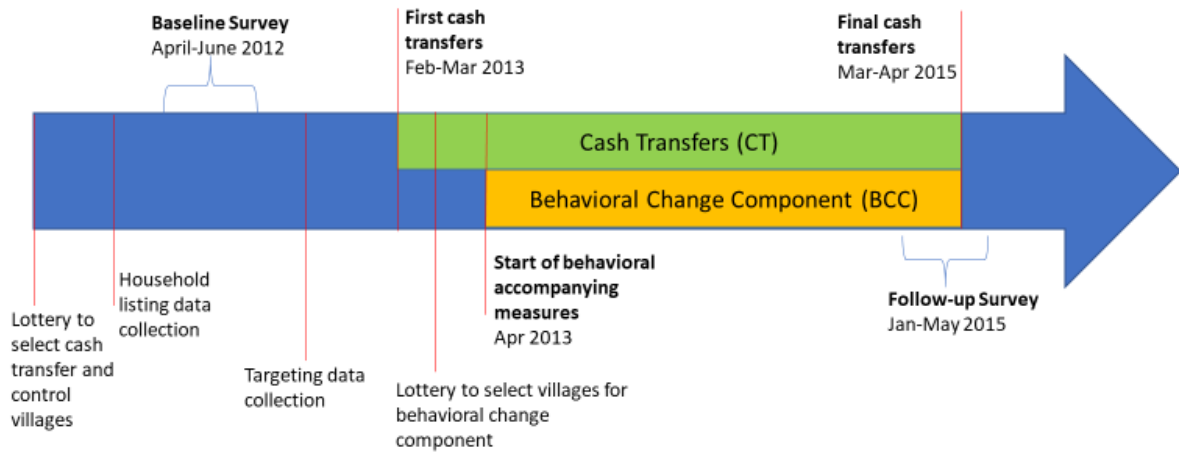 Baseline Survey
April-June 2012
First cash
transfers
Feb-Mar 2013
Final cash
transfers
Mar-Apr 2015
Cash Transfers (CT)
Behavioral Change Component (BCC)
Lottery to
select cash
transfer and
control
villages
Household
listing data
collection
Targeting data
collection
Start of behavioral
accompanying
measures
Apr 2013
Lottery to select villages for
behavioral change
component
Follow-up Survey
Jan-May 2015